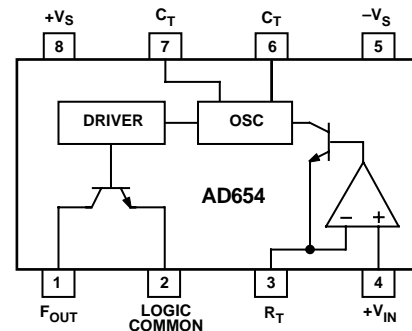 +VS CT CT –VS
8 7 6 5
DRIVER OSC
AD654
– +
1 2 3 4
FOUT LOGIC COMMON RT +VIN